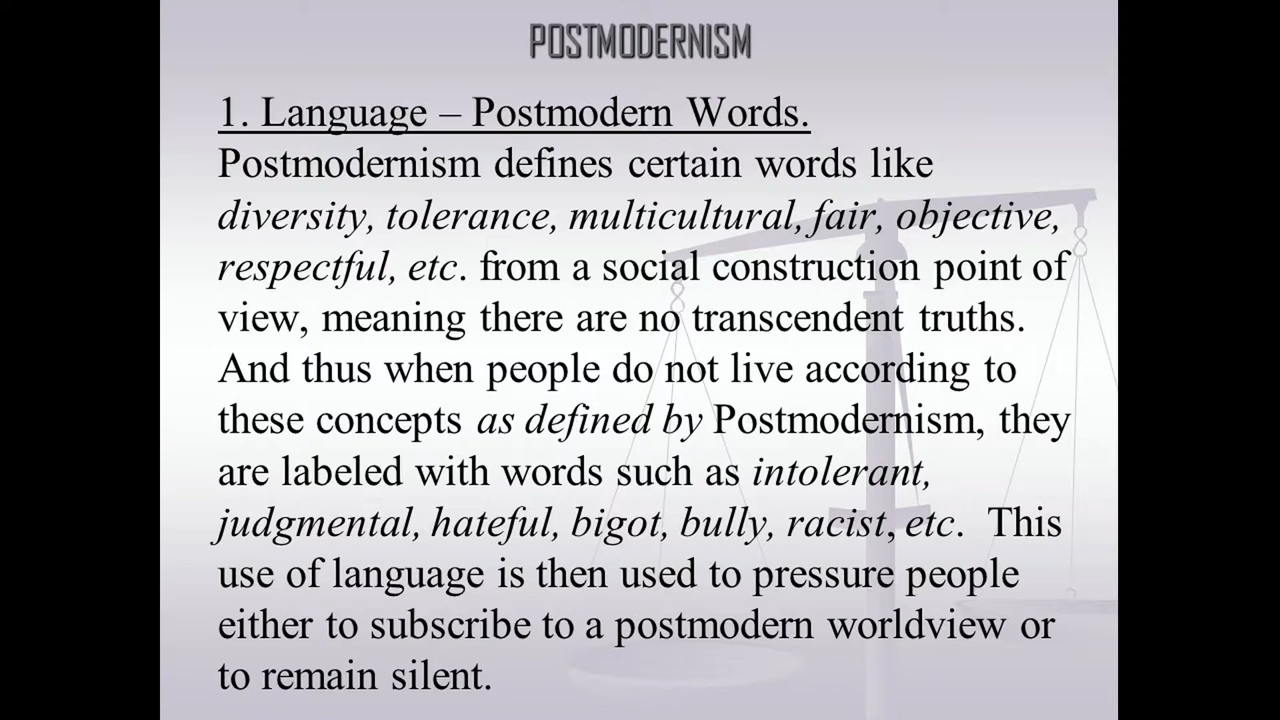 POSTMODERNISM
1. Language – Postmodern Words.
Postmodernism defines certain words like
diversity, tolerance, multicultural, fair, objective,
respectful, etc. from a social construction point of
view, meaning there are no transcendent truths.
And thus when people do not live according to
these concepts as defined by Postmodernism, they
are labeled with words such as intolerant,
judgmental, hateful, bigot, bully, racist, etc.  This
use of language is then used to pressure people
either to subscribe to a postmodern worldview or
to remain silent.